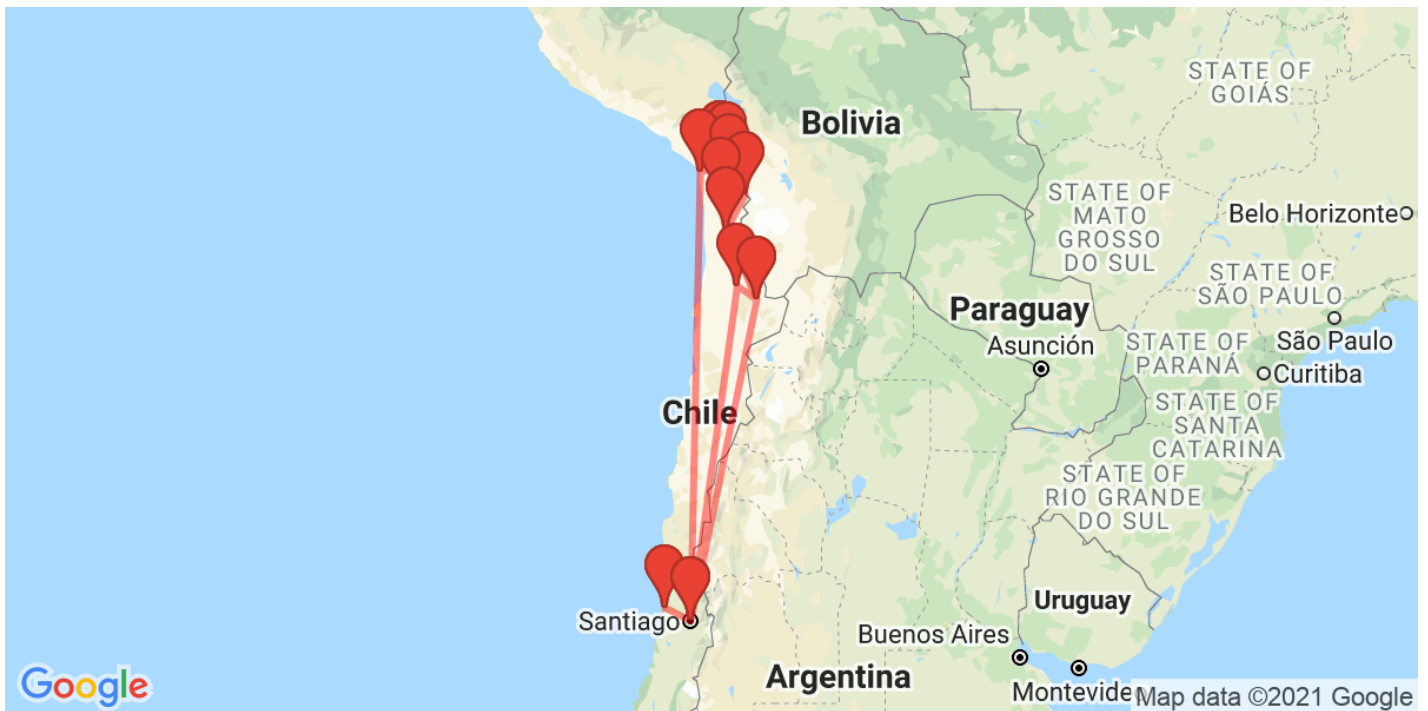 STATE OF
GOIÁS
Bolivia
STATE OF
MATO
GROSSO
DO SUL
Belo Horizonte
STATE OF
SÃO PAULO
Paraguay
Asunción
São Paulo
STATE OF
PARANÁ
Curitiba
Chile
STATE OF
SANTA
CATARINA
STATE OF
RIO GRANDE
DO SUL
Uruguay
Santiago
Buenos Aires
Argentina
Montevideo
Google
Map data ©2021 Google